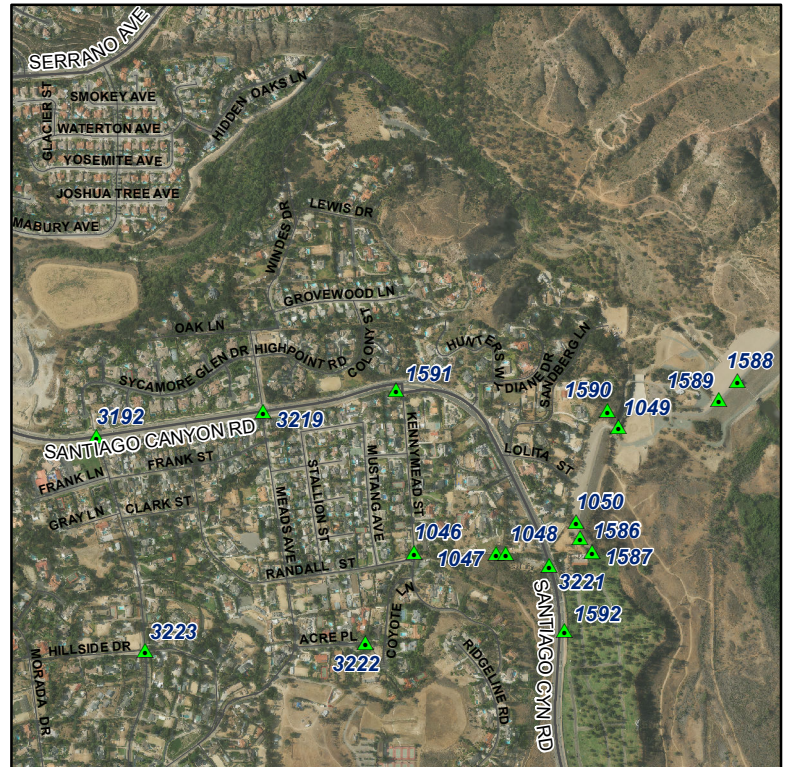 SERRANO AVE
SMOKEY AVE
GLACIER ST
HIDDEN OAKS LN
WATERTON AVE
YOSEMITE AVE
JOSHUA TREE AVE
MABURY AVE
LEWIS DR
WINDES DR
GROVEWOOD LN
OAK LN
COLONY ST
HIGHPOINT RD
SYCAMORE GLEN DR
HUNTERS WY
DIANE DR
SANDBERG LN
1588
1589
1591
1590
1049
3192
3219
SANTIAGO CANYON RD
KENNYMEAD ST
LOLITA ST
FRANK LN
FRANK ST
STALLION ST
MUSTANG AVE
MEADS AVE
CLARK ST
GRAY LN
1050
1046
1048
1586
1047
1587
RANDALL ST
3221
SANTIAGO CYN RD
COYOTE LN
1592
3223
HILLSIDE DR
ACRE PL
3222
MORADA DR
RIDGELINE RD